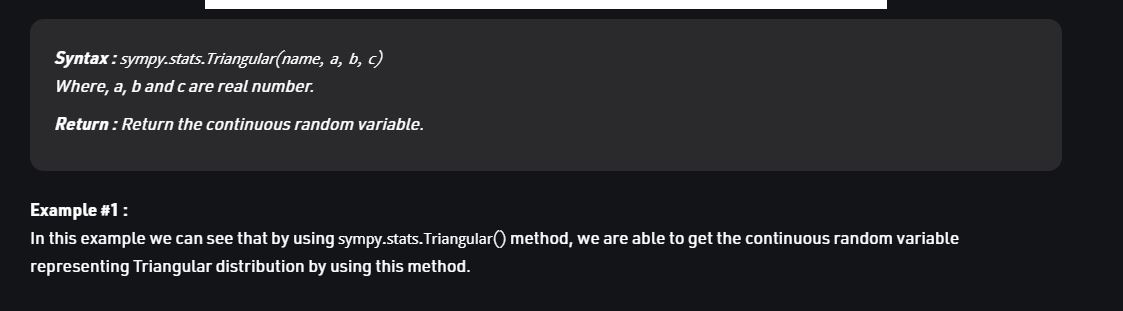 Syntax : sympy.stats.Triangular(name, a, b, c)
Where, a, b and c are real number.
Return : Return the continuous random variable.
Example #1 :
In this example we can see that by using sympy.stats.Triangular() method, we are able to get the continuous random variable
representing Triangular distribution by using this method.